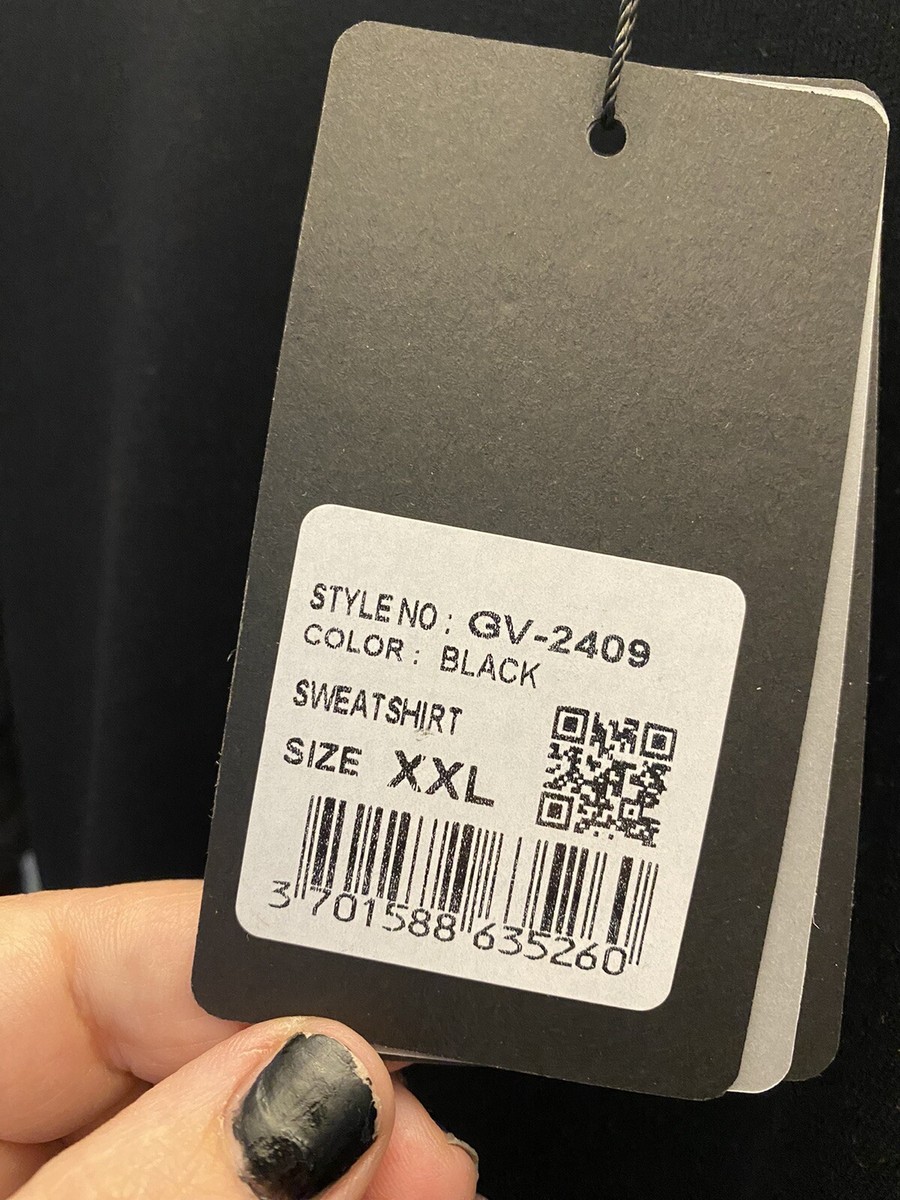 STYLE NO : GV-2409
COLOR : BLACK
SWEATSHIRT
SIZE XXL
3 701588 635260